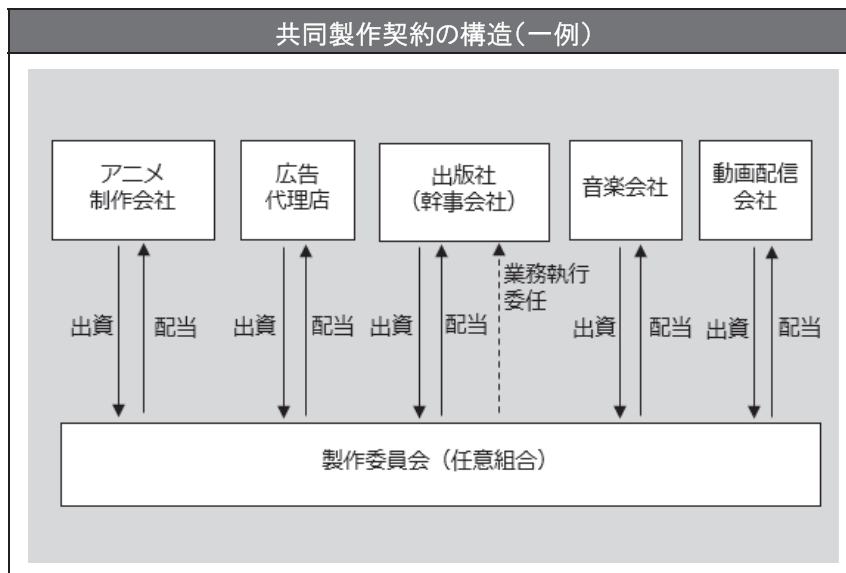 共同製作契約の構造(一例)
アニメ
制作会社
広告
代理店
出版社
(幹事会社)
音楽会社
動画配信
会社
出資
配当
出資
配当
出資
配当
業務執行
委任
出資
配当
出資
配当
製作委員会(任意組合)